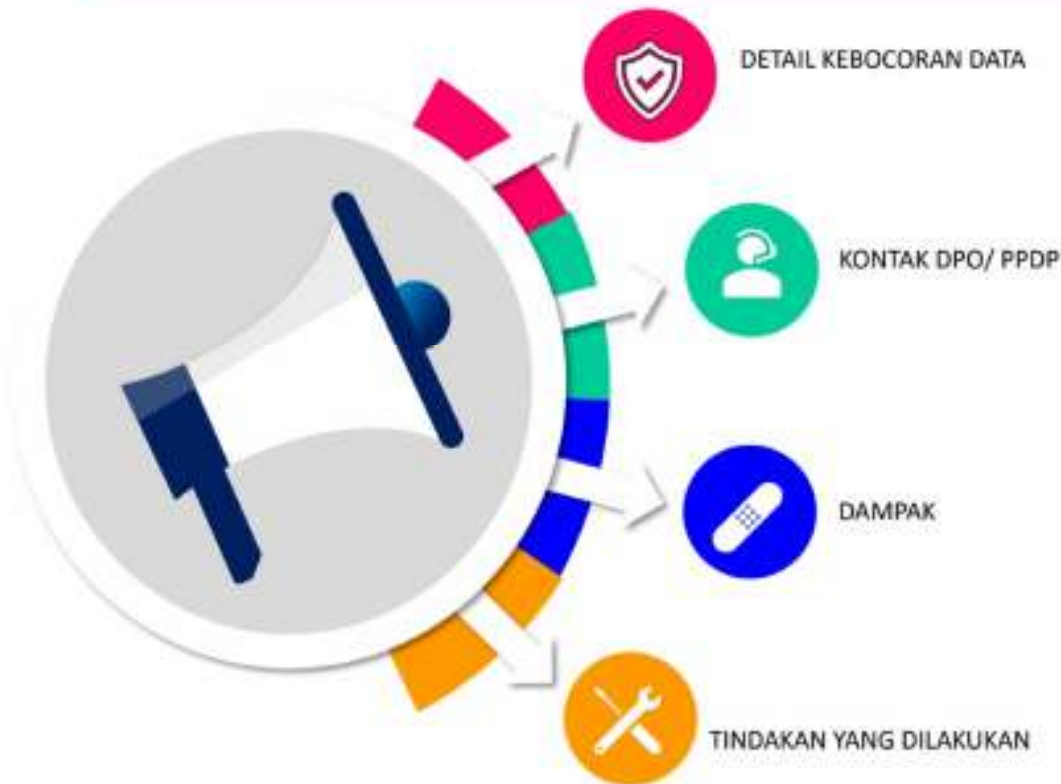 DETAIL KEBOCORAN DATA
KONTAK DPO/ PPDP
DAMPAK
TINDAKAN YANG DILAKUKAN